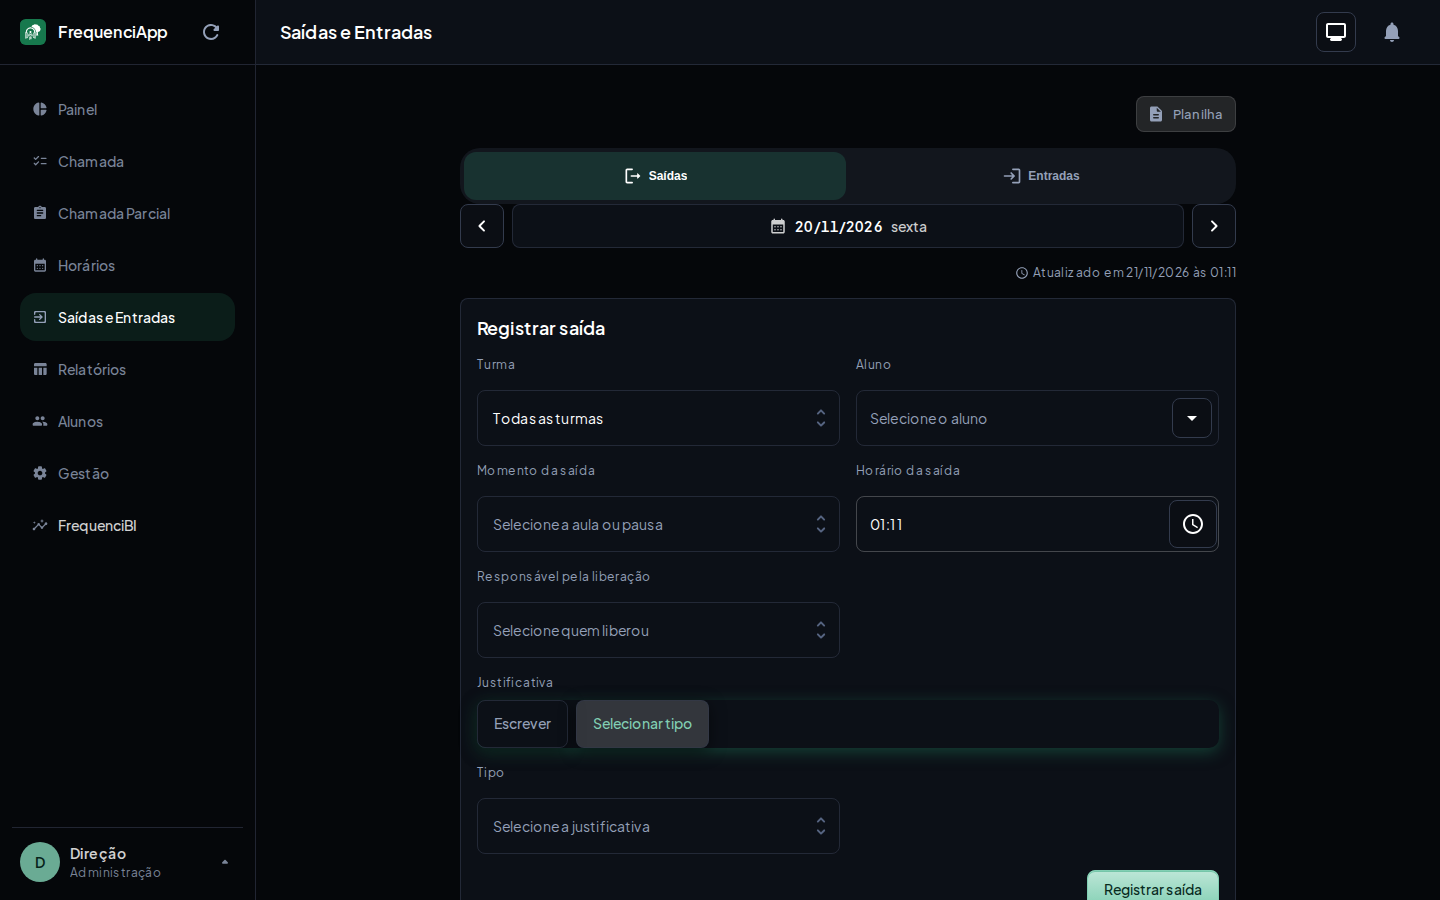 FrequenciApp
Saídas e Entradas
Painel
Chamada
Chamada Parcial
Horários
Saídas e Entradas
Relatórios
Alunos
Gestão
FrequenciBI
D
Direção
Administração
Planilha
Saídas
Entradas
20/11/2026 sexta
Atualizado em 21/11/2026 às 01:11
Registrar saída
Turma
Aluno
Todas as turmas
Selecione o aluno
Momento da saída
Horário da saída
Selecione a aula ou pausa
01:11
Responsável pela liberação
Selecione quem liberou
Justificativa
Escrever
Selecionar tipo
Tipo
Selecione a justificativa
Registrar saída